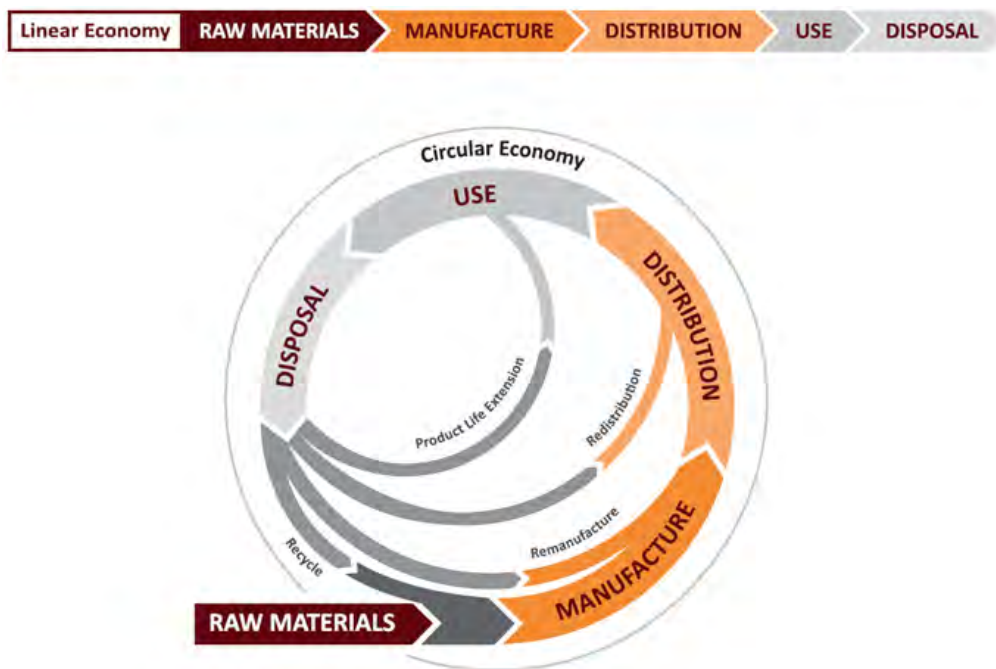 Linear Economy RAW MATERIALS MANUFACTURE DISTRIBUTION USE DISPOSAL
Circular Economy
USE
DISTRIBUTION
DISPOSAL
Product Life Extension
Redistribution
Remanufacture
Recycle
MANUFACTURE
RAW MATERIALS